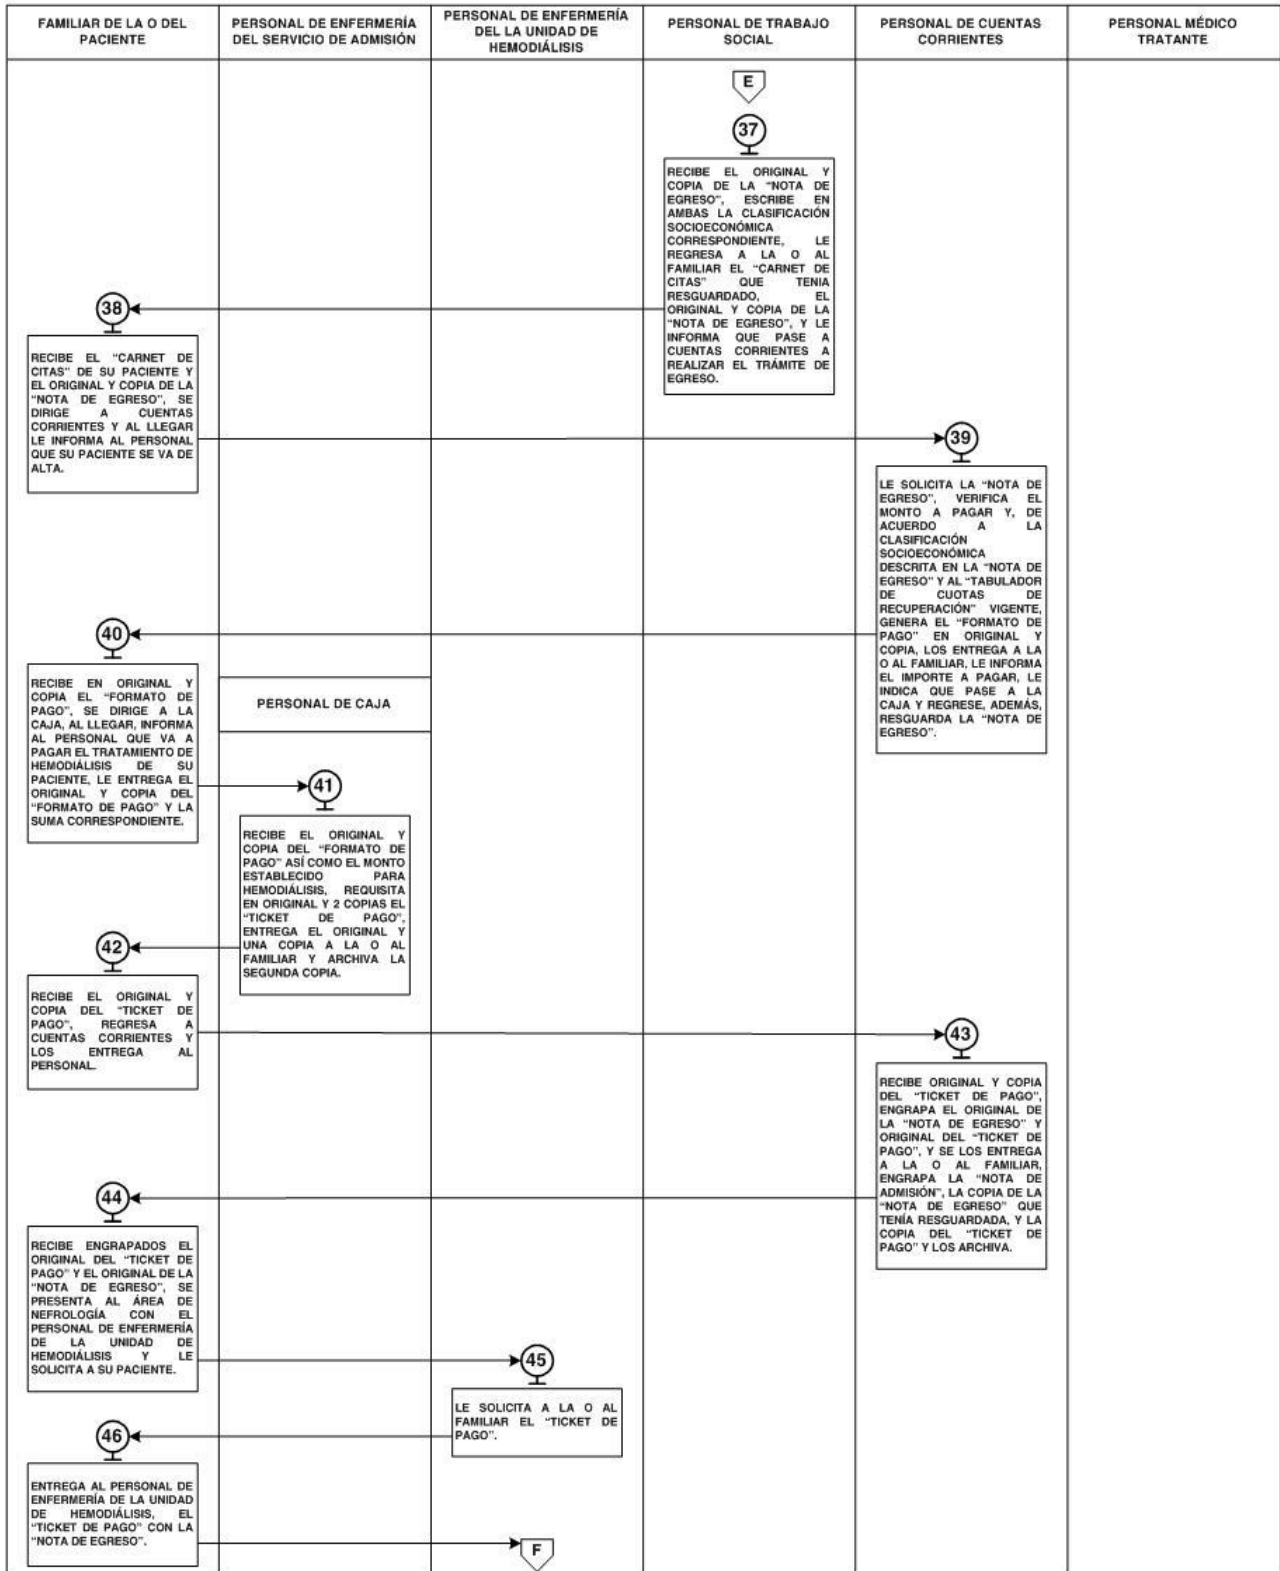 FAMILIAR DE LA O DEL
PACIENTE
PERSONAL DE ENFERMERÍA
DEL SERVICIO DE ADMISIÓN
PERSONAL DE ENFERMERÍA
DEL LA UNIDAD DE
HEMODIÁLISIS
PERSONAL DE TRABAJO
SOCIAL
PERSONAL DE CUENTAS
CORRIENTES
PERSONAL MÉDICO
TRATANTE
E
37
RECIBE EL ORIGINAL Y
COPIA DE LA “NOTA DE
EGRESO”, ESCRIBE EN
AMBAS LA CLASIFICACIÓN
SOCIOECONÓMICA
CORRESPONDIENTE, LE
REGRESA A LA O AL
FAMILIAR EL “CARNET DE
CITAS” QUE TENIA
RESGUARDADO, EL
ORIGINAL Y COPIA DE LA
“NOTA DE EGRESO”, Y LE
INFORMA QUE PASE A
CUENTAS CORRIENTES A
REALIZAR EL TRÁMITE DE
EGRESO.
38
RECIBE EL “CARNET DE
CITAS” DE SU PACIENTE Y
EL ORIGINAL Y COPIA DE LA
“NOTA DE EGRESO”, SE
DIRIGE A CUENTAS
CORRIENTES Y AL LLEGAR
LE INFORMA AL PERSONAL
QUE SU PACIENTE SE VA DE
ALTA.
39
LE SOLICITA LA “NOTA DE
EGRESO”, VERIFICA EL
MONTO A PAGAR Y, DE
ACUERDO A LA
CLASIFICACIÓN
SOCIOECONÓMICA
DESCRITA EN LA “NOTA DE
EGRESO” Y AL “TABULADOR
DE CUOTAS DE
RECUPERACIÓN” VIGENTE,
GENERA EL “FORMATO DE
PAGO” EN ORIGINAL Y
COPIA, LOS ENTREGA A LA
O AL FAMILIAR, LE INFORMA
EL IMPORTE A PAGAR, LE
INDICA QUE PASE A LA
CAJA Y REGRESE, ADEMÁS,
RESGUARDA LA “NOTA DE
EGRESO”.
40
RECIBE EN ORIGINAL Y
COPIA EL “FORMATO DE
PAGO”, SE DIRIGE A LA
CAJA, AL LLEGAR, INFORMA
AL PERSONAL QUE VA A
PAGAR EL TRATAMIENTO DE
HEMODIÁLISIS DE SU
PACIENTE, LE ENTREGA EL
ORIGINAL Y COPIA DEL
“FORMATO DE PAGO” Y LA
SUMA CORRESPONDIENTE.
PERSONAL DE CAJA
41
RECIBE EL ORIGINAL Y
COPIA DEL “FORMATO DE
PAGO” ASÍ COMO EL MONTO
ESTABLECIDO PARA
HEMODIÁLISIS, REQUISITA
EN ORIGINAL Y 2 COPIAS EL
“TICKET DE PAGO”,
ENTREGA EL ORIGINAL Y
UNA COPIA A LA O AL
FAMILIAR Y ARCHIVA LA
SEGUNDA COPIA.
42
RECIBE EL ORIGINAL Y
COPIA DEL “TICKET DE
PAGO”, REGRESA A
CUENTAS CORRIENTES Y
LOS ENTREGA AL
PERSONAL.
43
RECIBE ORIGINAL Y COPIA
DEL “TICKET DE PAGO”,
ENGRAPA EL ORIGINAL DE
LA “NOTA DE EGRESO” Y
ORIGINAL DEL “TICKET DE
PAGO”, Y SE LOS ENTREGA
A LA O AL FAMILIAR,
ENGRAPA LA “NOTA DE
ADMISIÓN”, LA COPIA DE LA
“NOTA DE EGRESO” QUE
TENÍA RESGUARDADA, Y LA
COPIA DEL “TICKET DE
PAGO” Y LOS ARCHIVA.
44
RECIBE ENGRAPADOS EL
ORIGINAL DEL “TICKET DE
PAGO” Y EL ORIGINAL DE LA
“NOTA DE EGRESO”, SE
PRESENTA AL ÁREA DE
NEFROLOGÍA CON EL
PERSONAL DE ENFERMERÍA
DE LA UNIDAD DE
HEMODIÁLISIS Y LE
SOLICITA A SU PACIENTE.
45
LE SOLICITA A LA O AL
FAMILIAR EL “TICKET DE
PAGO”.
46
ENTREGA AL PERSONAL DE
ENFERMERÍA DE LA UNIDAD
DE HEMODIÁLISIS, EL
“TICKET DE PAGO” CON LA
“NOTA DE EGRESO”.
F